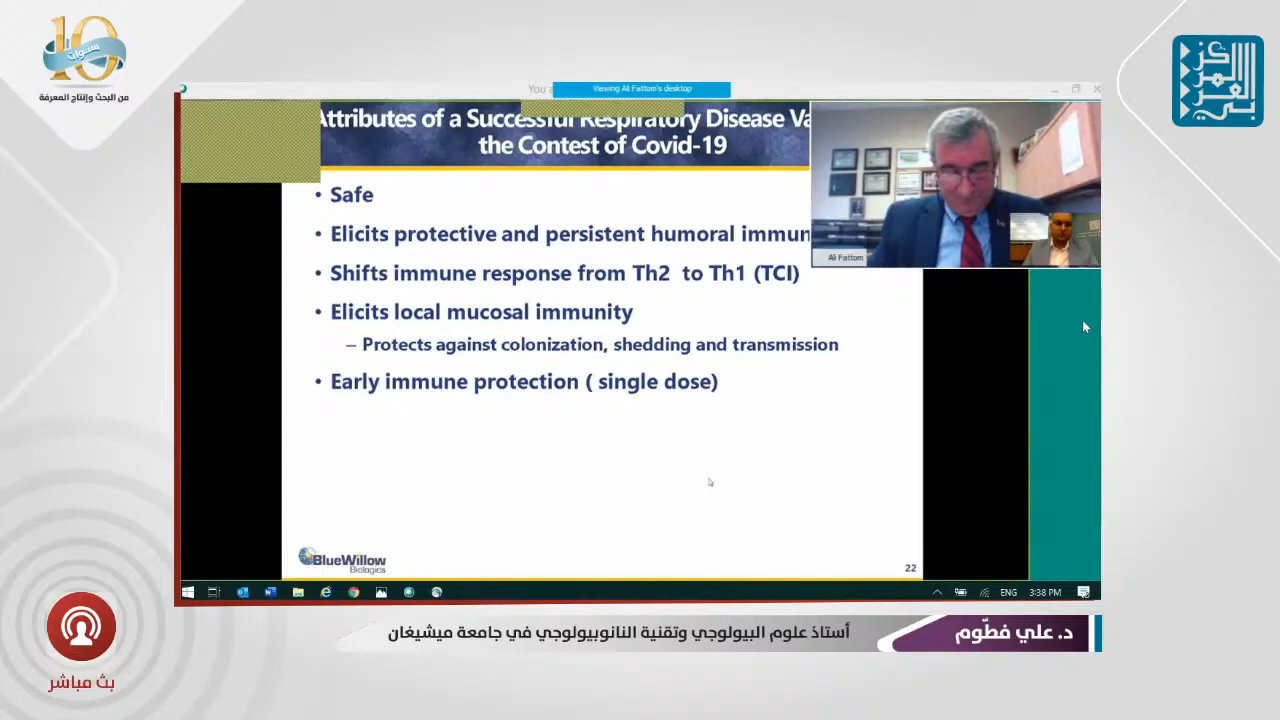 10
سنوات
من البحث وإنتاج المعرفة
المركز
العربي
You a
Viewing Ali Fattom's desktop
Attributes of a Successful Respiratory Disease Va
the Contest of Covid-19
• Safe
• Elicits protective and persistent humoral immun
• Shifts immune response from Th2 to Th1 (TCI)
• Elicits local mucosal immunity
– Protects against colonization, shedding and transmission
• Early immune protection ( single dose)
Ali Fattom
BlueWillow
Biologics
22
ENG
3:38 PM
د. علي فطّوم
أستاذ علوم البيولوجي وتقنية النانوبيولوجي في جامعة ميشيغان
بث مباشر